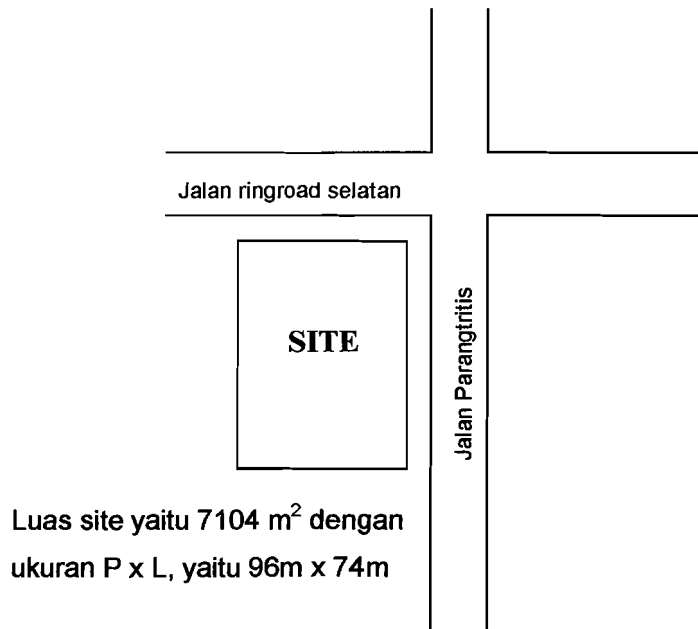 Jalan ringroad selatan
SITE
Jalan Parangtritis
Luas site yaitu 7104 m² dengan
ukuran P x L, yaitu 96m x 74m